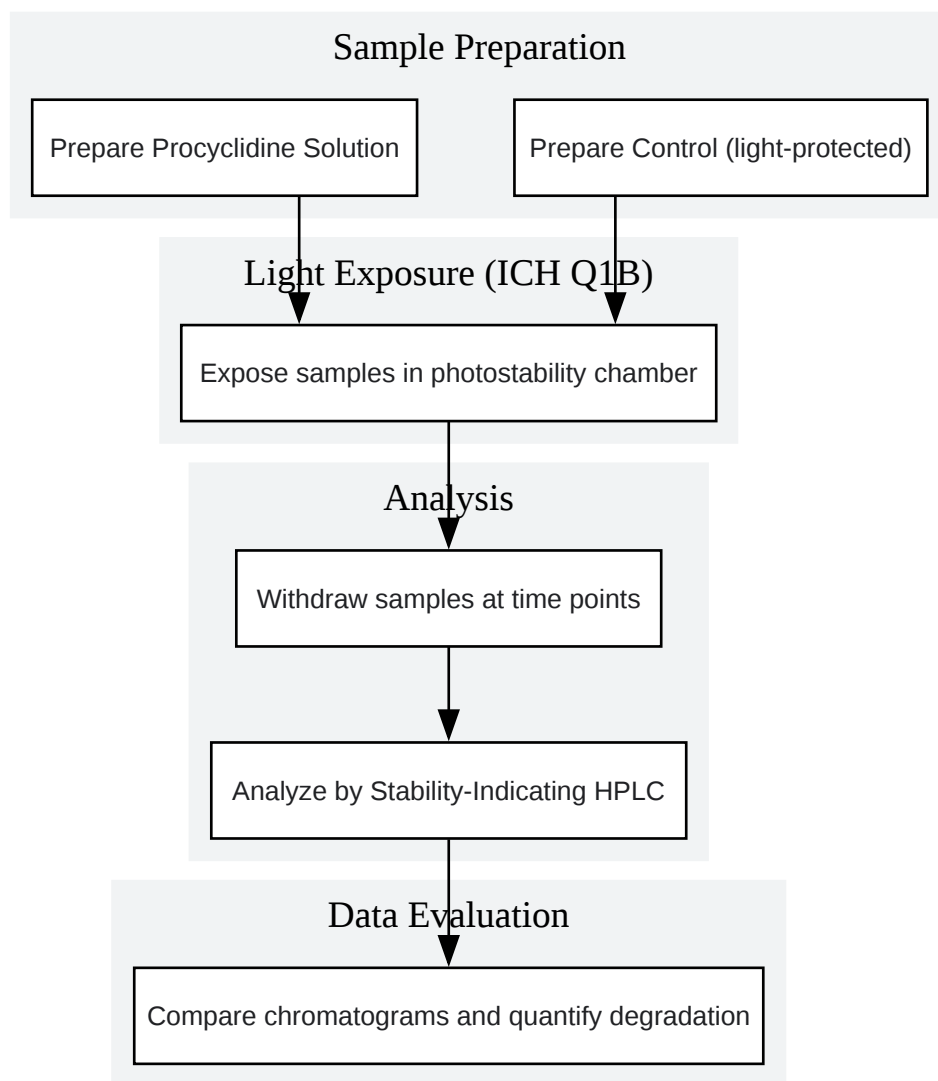 Sample Preparation
Prepare Procyclidine Solution
Prepare Control (light-protected)
Light Exposure (ICH Q1B)
Expose samples in photostability chamber
Analysis
Withdraw samples at time points
Analyze by Stability-Indicating HPLC
Data Evaluation
Compare chromatograms and quantify degradation